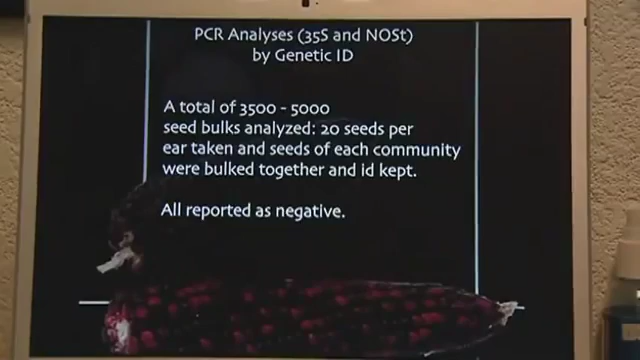 PCR Analyses (35S and NOSt)
by Genetic ID
A total of 3500 - 5000
seed bulks analyzed: 20 seeds per
ear taken and seeds of each community
were bulked together and id kept.
All reported as negative.